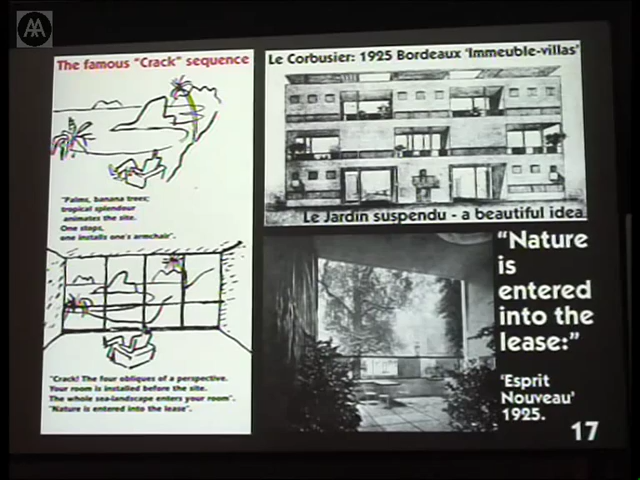 AA
The famous "Crack" sequence
"Palms, banana trees;
tropical splendour
animates the site.
One stops,
one installs one's armchair".
"Crack! The four obliques of a perspective.
Your room is installed before the site.
The whole sea-landscape enters your room".
"Nature is entered into the lease".
Le Corbusier: 1925 Bordeaux 'Immeuble-villas'
Le Jardin suspendu - a beautiful idea
"Nature
is
entered
into the
lease:"
'Esprit
Nouveau'
1925.
17